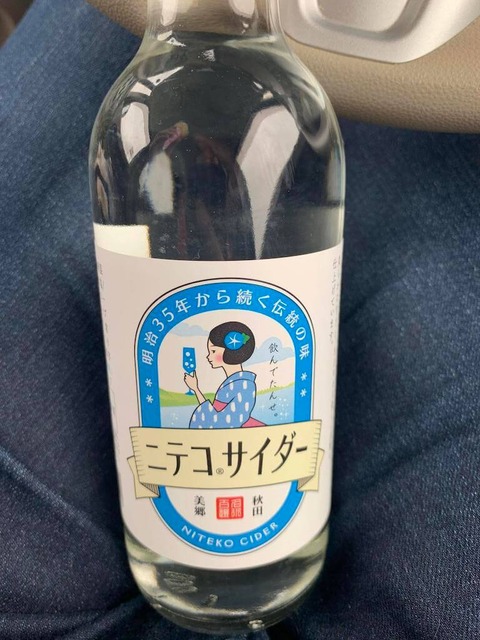 明治35年から続く伝統の味
飲んでたんせ。
ニテコ®サイダー
美郷
秋田
NITEKO CIDER